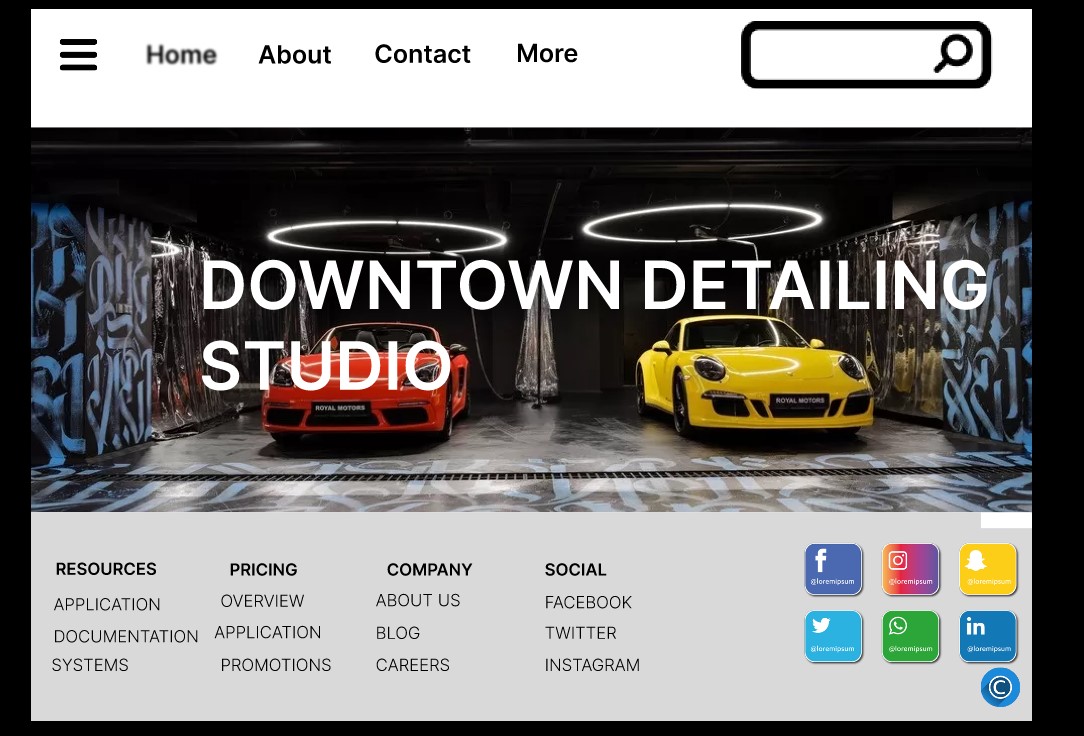 Home About Contact More
DOWNTOWN DETAILING
STUDIO
ROYAL MOTORS
ROYAL MOTORS
RESOURCES
APPLICATION
DOCUMENTATION
SYSTEMS
PRICING
OVERVIEW
APPLICATION
PROMOTIONS
COMPANY
ABOUT US
BLOG
CAREERS
SOCIAL
FACEBOOK
TWITTER
INSTAGRAM
@loremipsum
@loremipsum
@loremipsum
@loremipsum
@loremipsum
in
@loremipsum
©